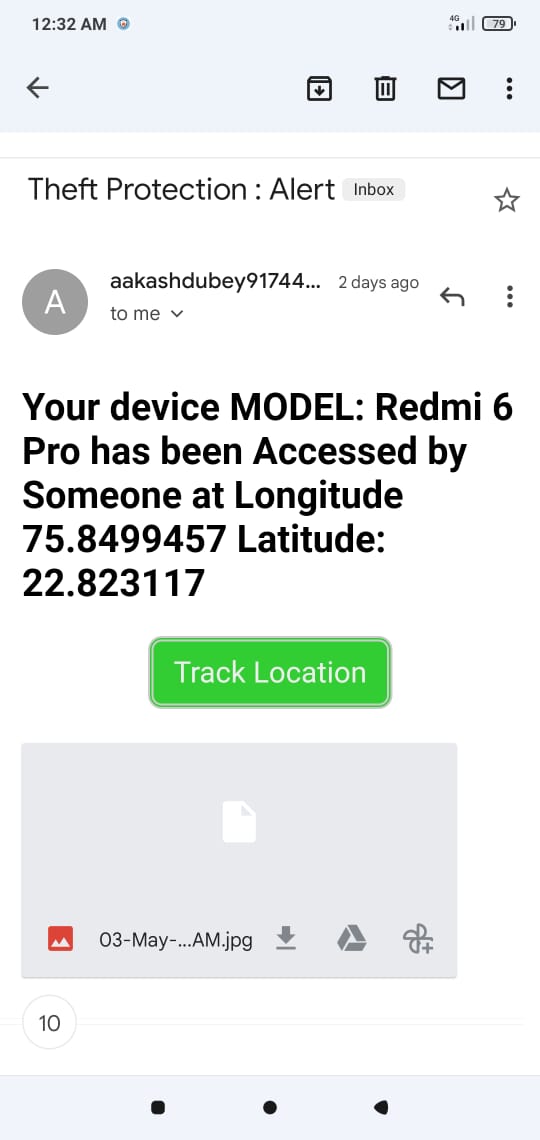 12:32 AM 4G 79
Theft Protection : Alert Inbox
A aakashdubey91744... 2 days ago
to me
Your device MODEL: Redmi 6
Pro has been Accessed by
Someone at Longitude
75.8499457 Latitude:
22.823117
Track Location
03-May-...AM.jpg
10